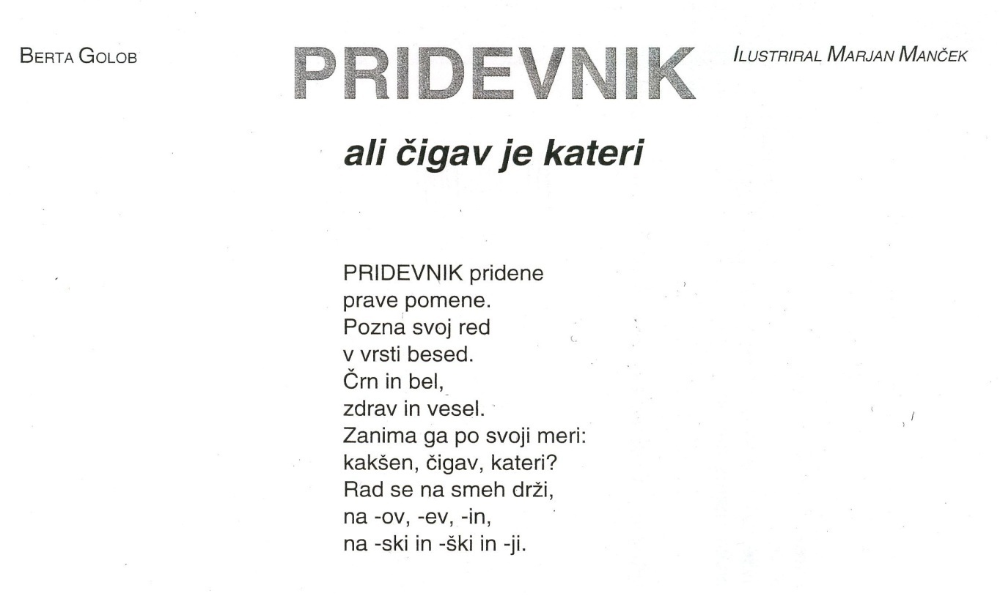 BERTA GOLOB
PRIDEVNIK
ILUSTRIRAL MARJAN MANČEK
ali čigav je kateri
PRIDEVNIK pridene
prave pomene.
Pozna svoj red
v vrsti besed.
Črn in bel,
zdrav in vesel.
Zanima ga po svoji meri:
kakšen, čigav, kateri?
Rad se na smeh drži,
na -ov, -ev, -in,
na -ski in -ški in -ji.